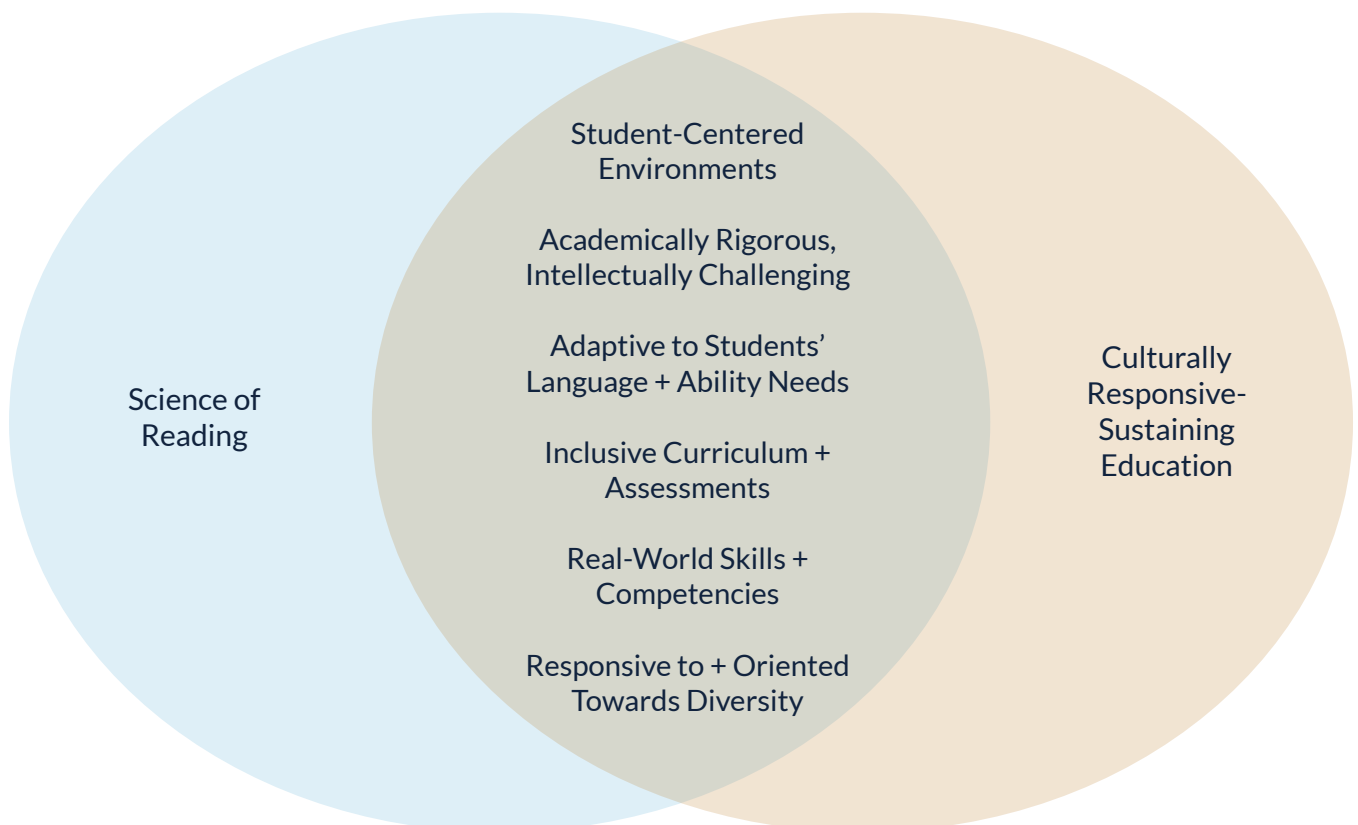 Student-Centered
Environments
Academically Rigorous,
Intellectually Challenging
Adaptive to Students’
Language + Ability Needs
Inclusive Curriculum +
Assessments
Real-World Skills +
Competencies
Responsive to + Oriented
Towards Diversity
Science of
Reading
Culturally
Responsive-
Sustaining
Education